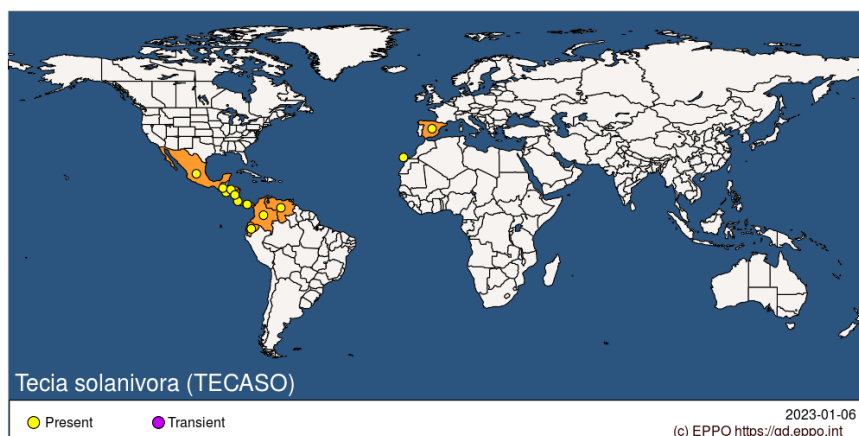 Tecia solanivora (TECASO)
Present
Transient
2023-01-06
(c) EPPO https://gd.eppo.int